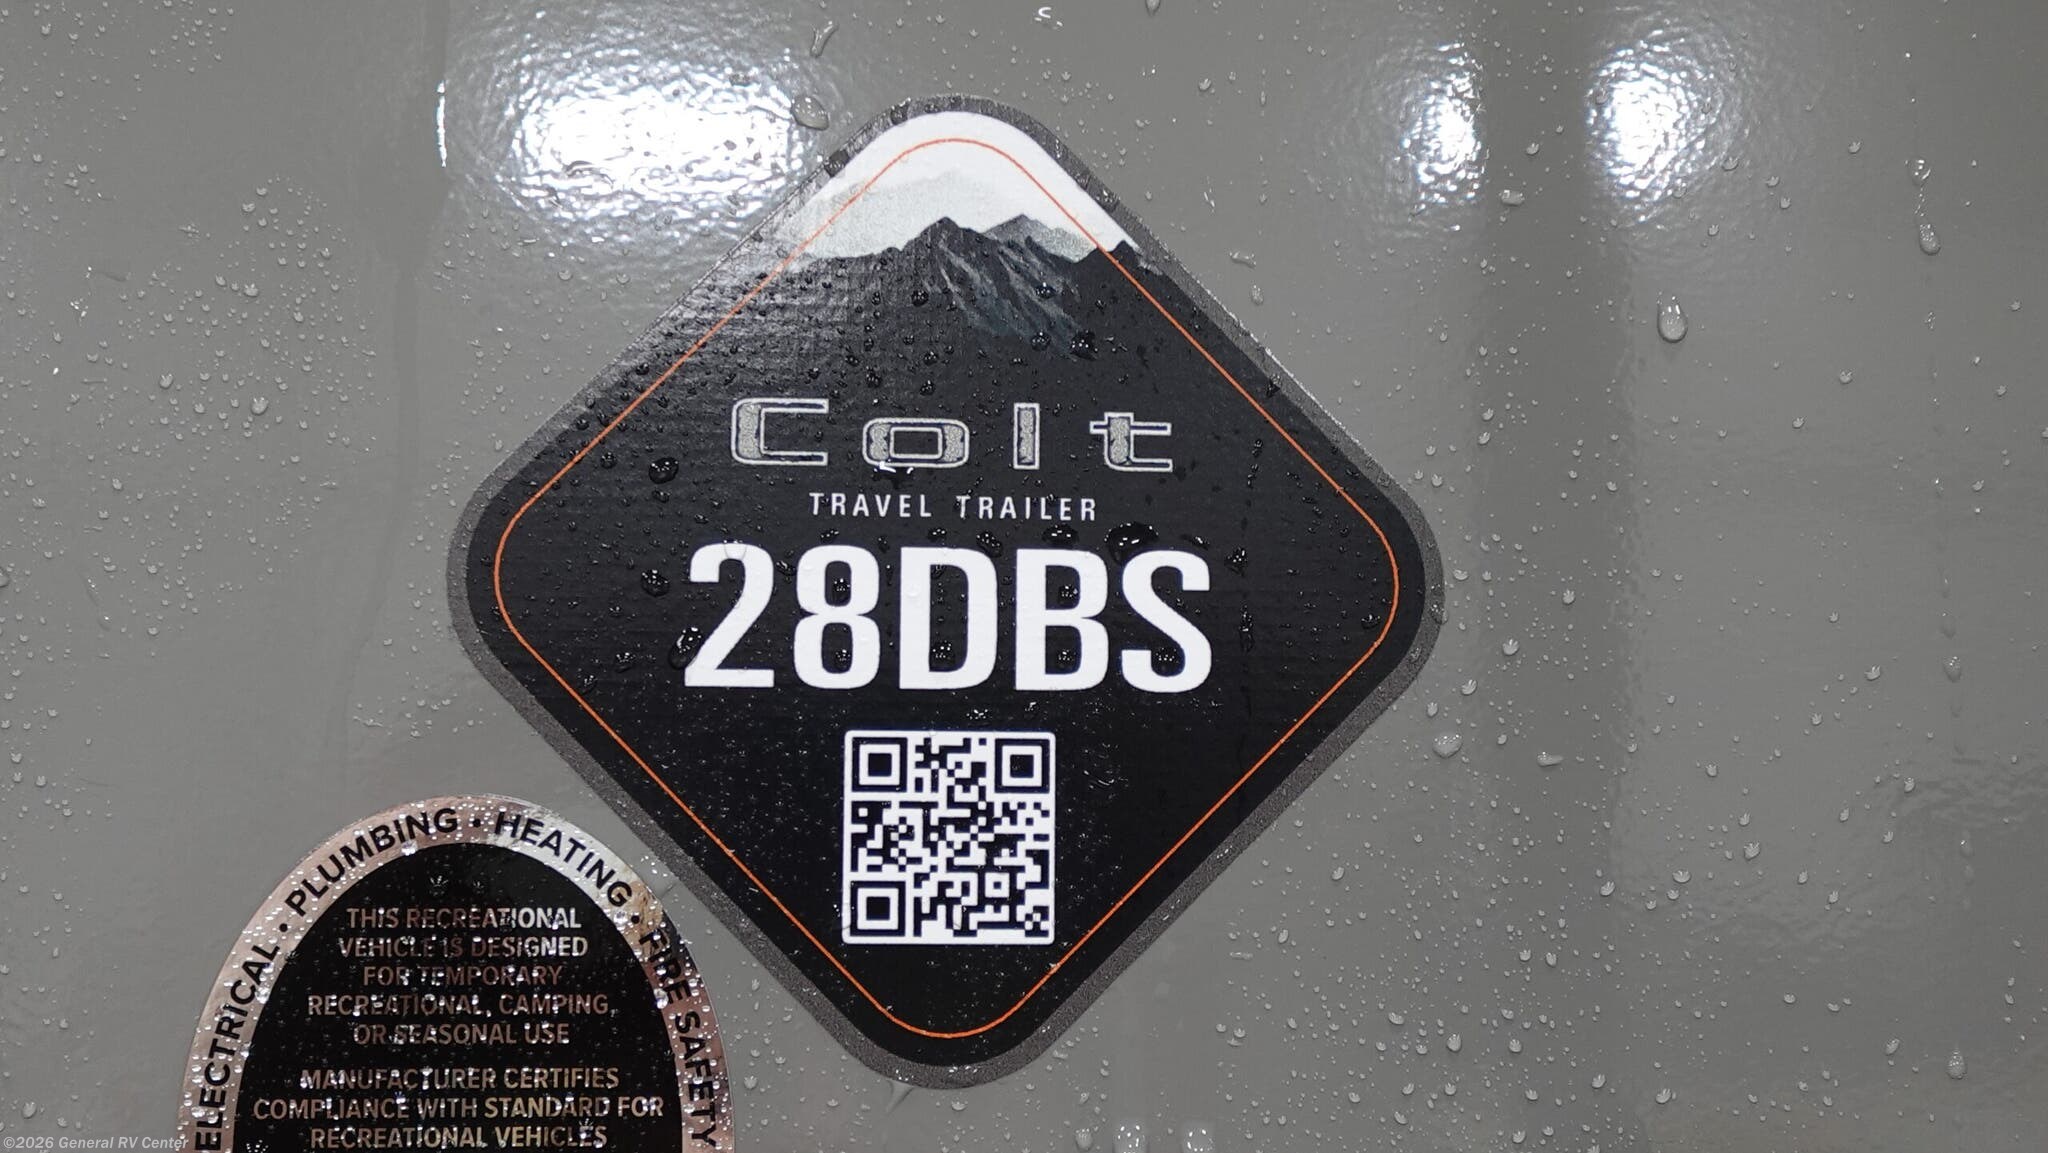 Colt
TRAVEL TRAILER
28DBS
ELECTRICAL • PLUMBING • HEATING • FIRE SAFETY
THIS RECREATIONAL
VEHICLE IS DESIGNED
FOR TEMPORARY
RECREATIONAL, CAMPING,
OR SEASONAL USE
MANUFACTURER CERTIFIES
COMPLIANCE WITH STANDARD FOR
RECREATIONAL VEHICLES
©2026 General RV Center